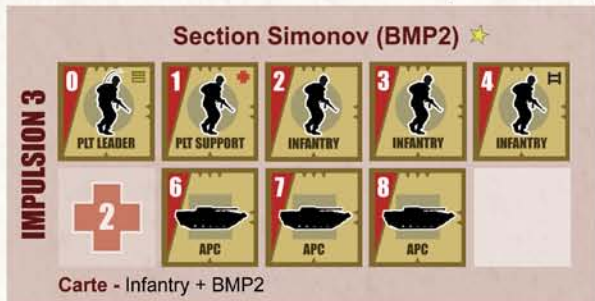 Section Simonov (BMP2)
IMPULSION 3
0 1 2 3 4
PLT LEADER PLT SUPPORT INFANTRY INFANTRY INFANTRY
2 6 7 8
APC APC APC
Carte - Infantry + BMP2